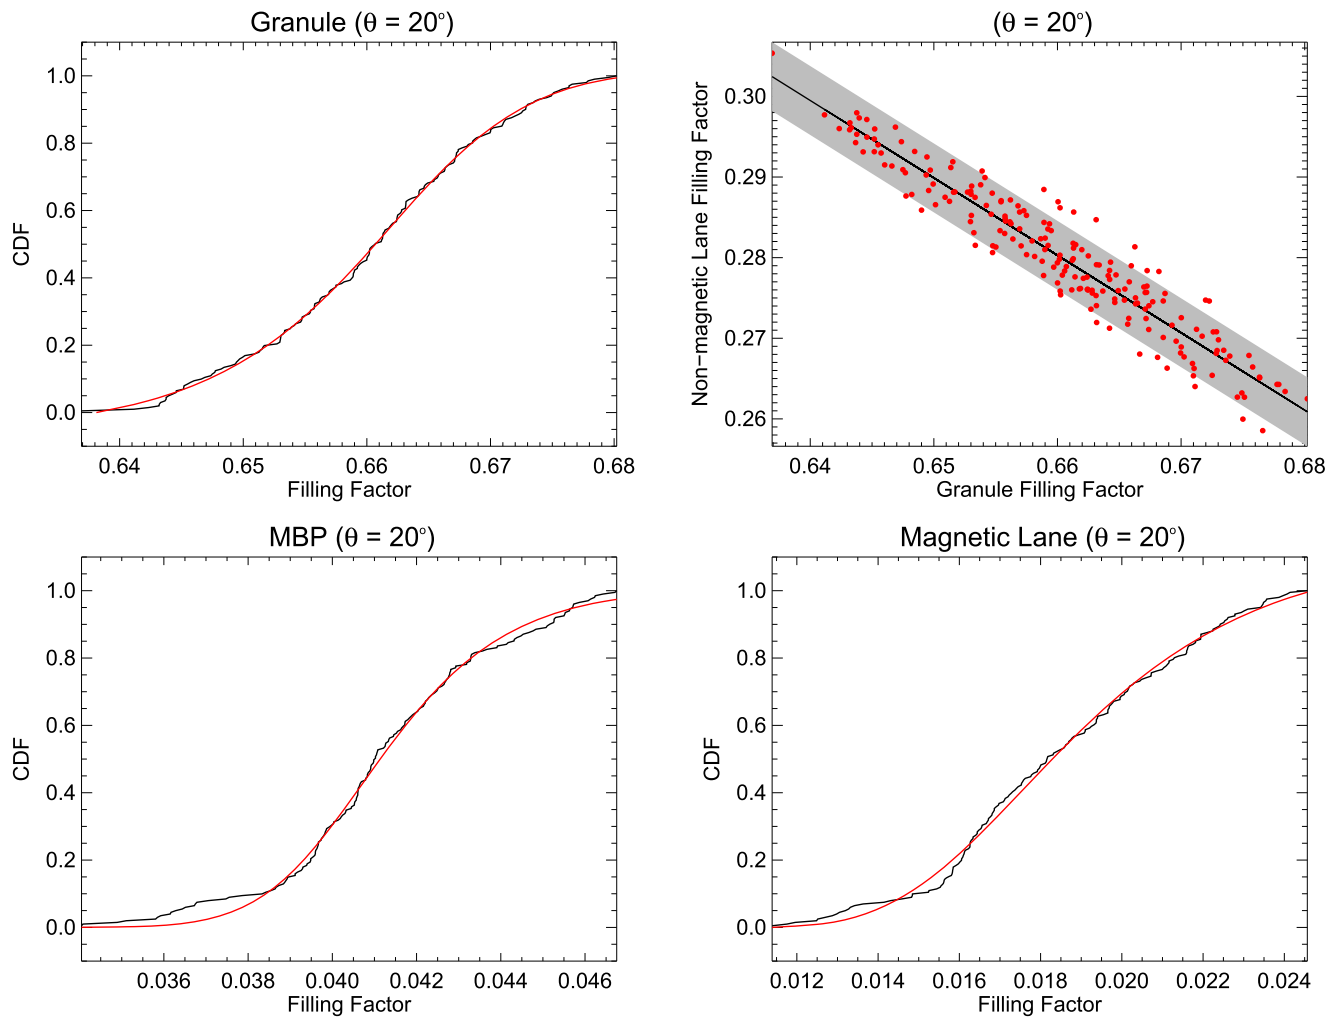 Granule (θ = 20°)
CDF
1.0
0.8
0.6
0.4
0.2
0.0
0.64 0.65 0.66 0.67 0.68
Filling Factor
(θ = 20°)
Non−magnetic Lane Filling Factor
0.30
0.29
0.28
0.27
0.26
0.64 0.65 0.66 0.67 0.68
Granule Filling Factor
MBP (θ = 20°)
CDF
1.0
0.8
0.6
0.4
0.2
0.0
0.036 0.038 0.040 0.042 0.044 0.046
Filling Factor
Magnetic Lane (θ = 20°)
CDF
1.0
0.8
0.6
0.4
0.2
0.0
0.012 0.014 0.016 0.018 0.020 0.022 0.024
Filling Factor